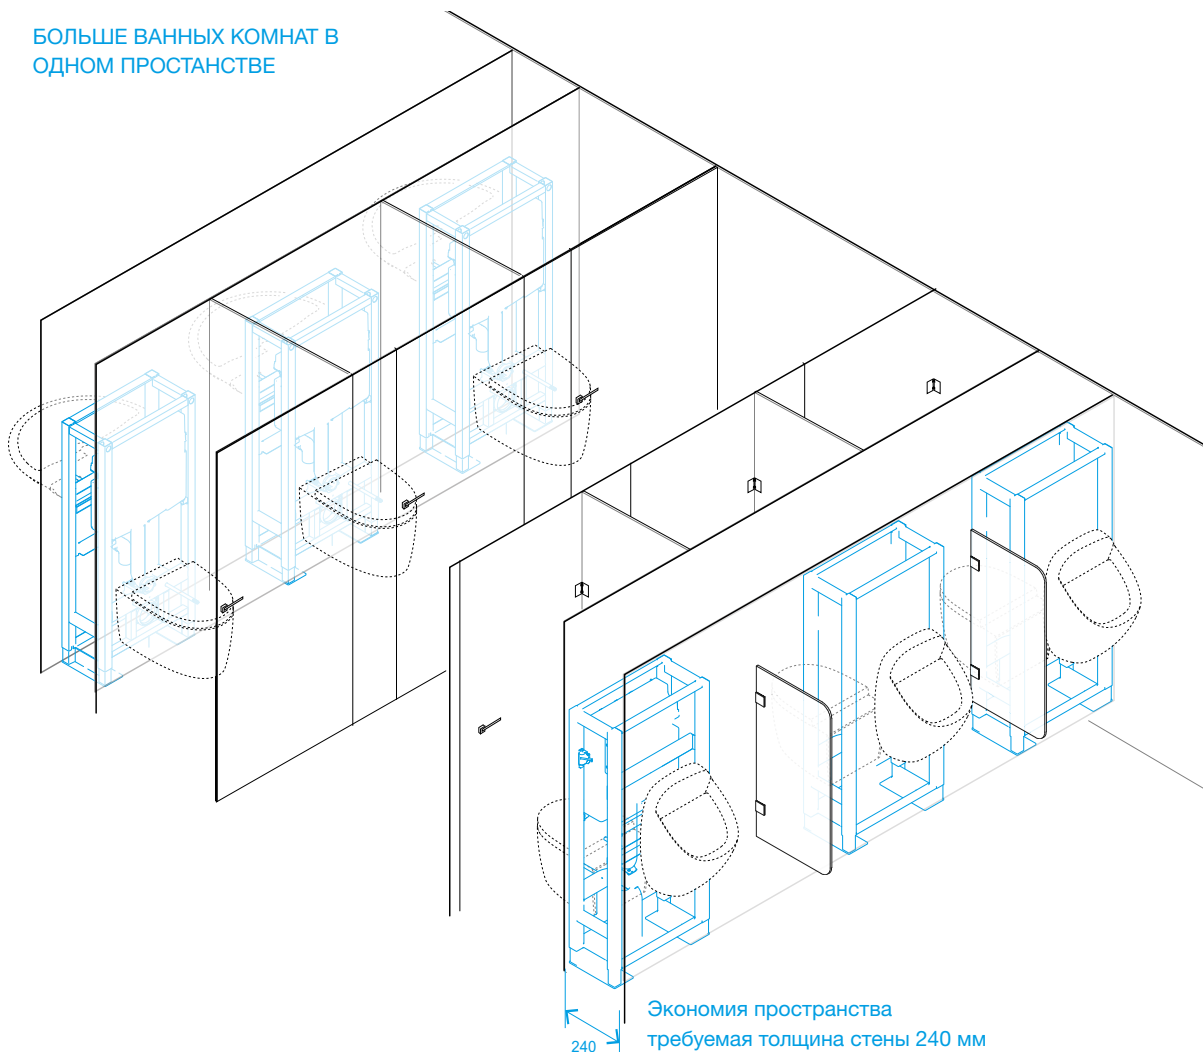 БОЛЬШЕ ВАННЫХ КОМНАТ В
ОДНОМ ПРОСТАНСТВЕ
Экономия пространства
требуемая толщина стены 240 мм
240